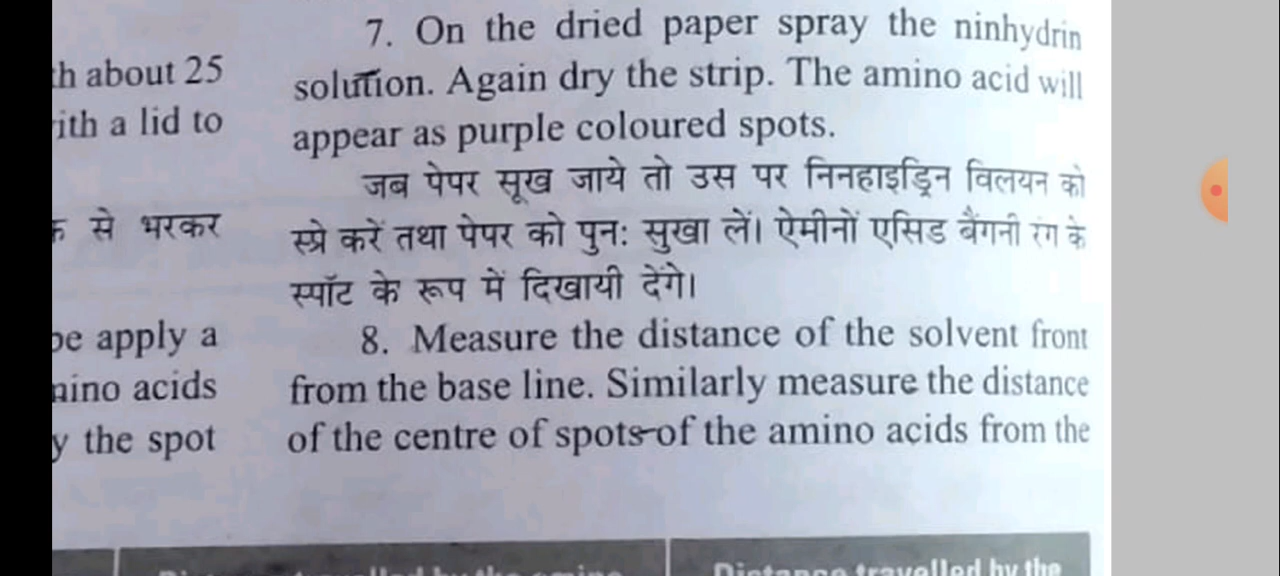 th about 25
ith a lid to
से भरकर
be apply a
mino acids
y the spot
7. On the dried paper spray the ninhydrin
solution. Again dry the strip. The amino acid will
appear as purple coloured spots.
जब पेपर सूख जाये तो उस पर निनहाइड्रिन विलयन को
स्प्रे करें तथा पेपर को पुनः सुखा लें। ऐमीनों एसिड बैंगनी रंग के
स्पॉट के रूप में दिखायी देंगे।
8. Measure the distance of the solvent front
from the base line. Similarly measure the distance
of the centre of spots of the amino acids from the
Distance travelled by the